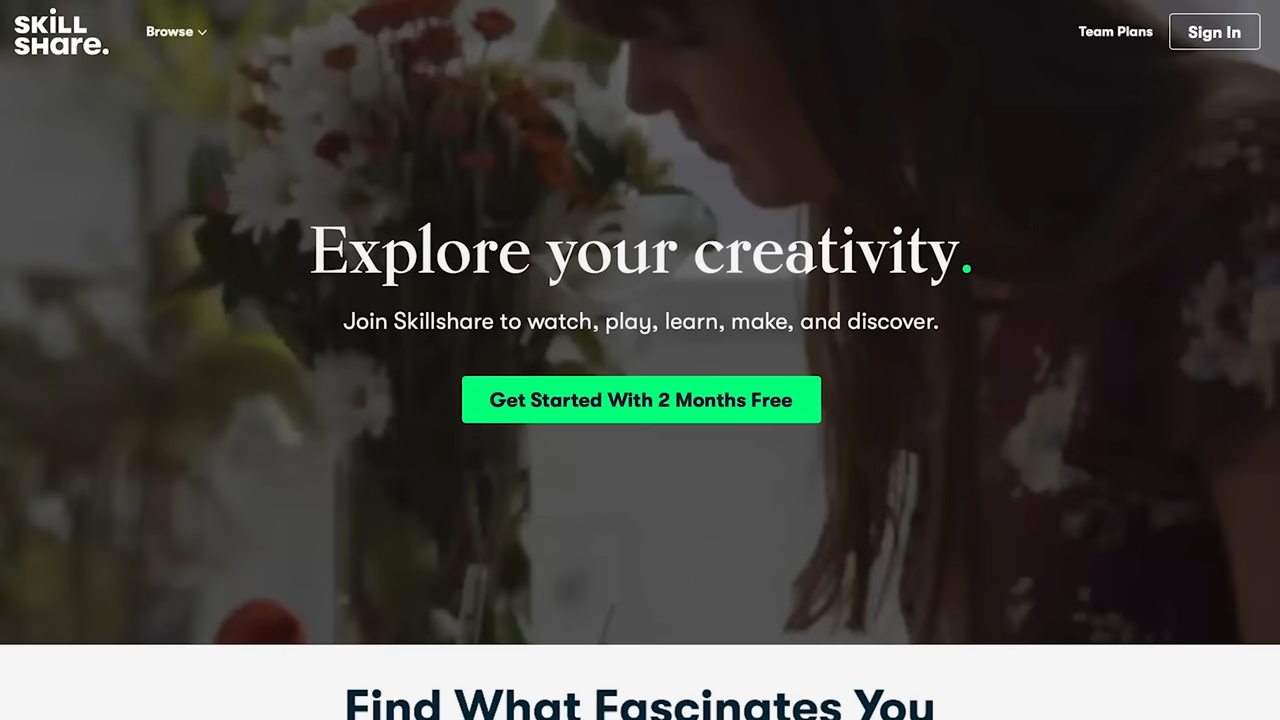 SKiLL
SHare.
Browse
Team Plans
Sign In
Explore your creativity.
Join Skillshare to watch, play, learn, make, and discover.
Get Started With 2 Months Free
Find What Fascinates You